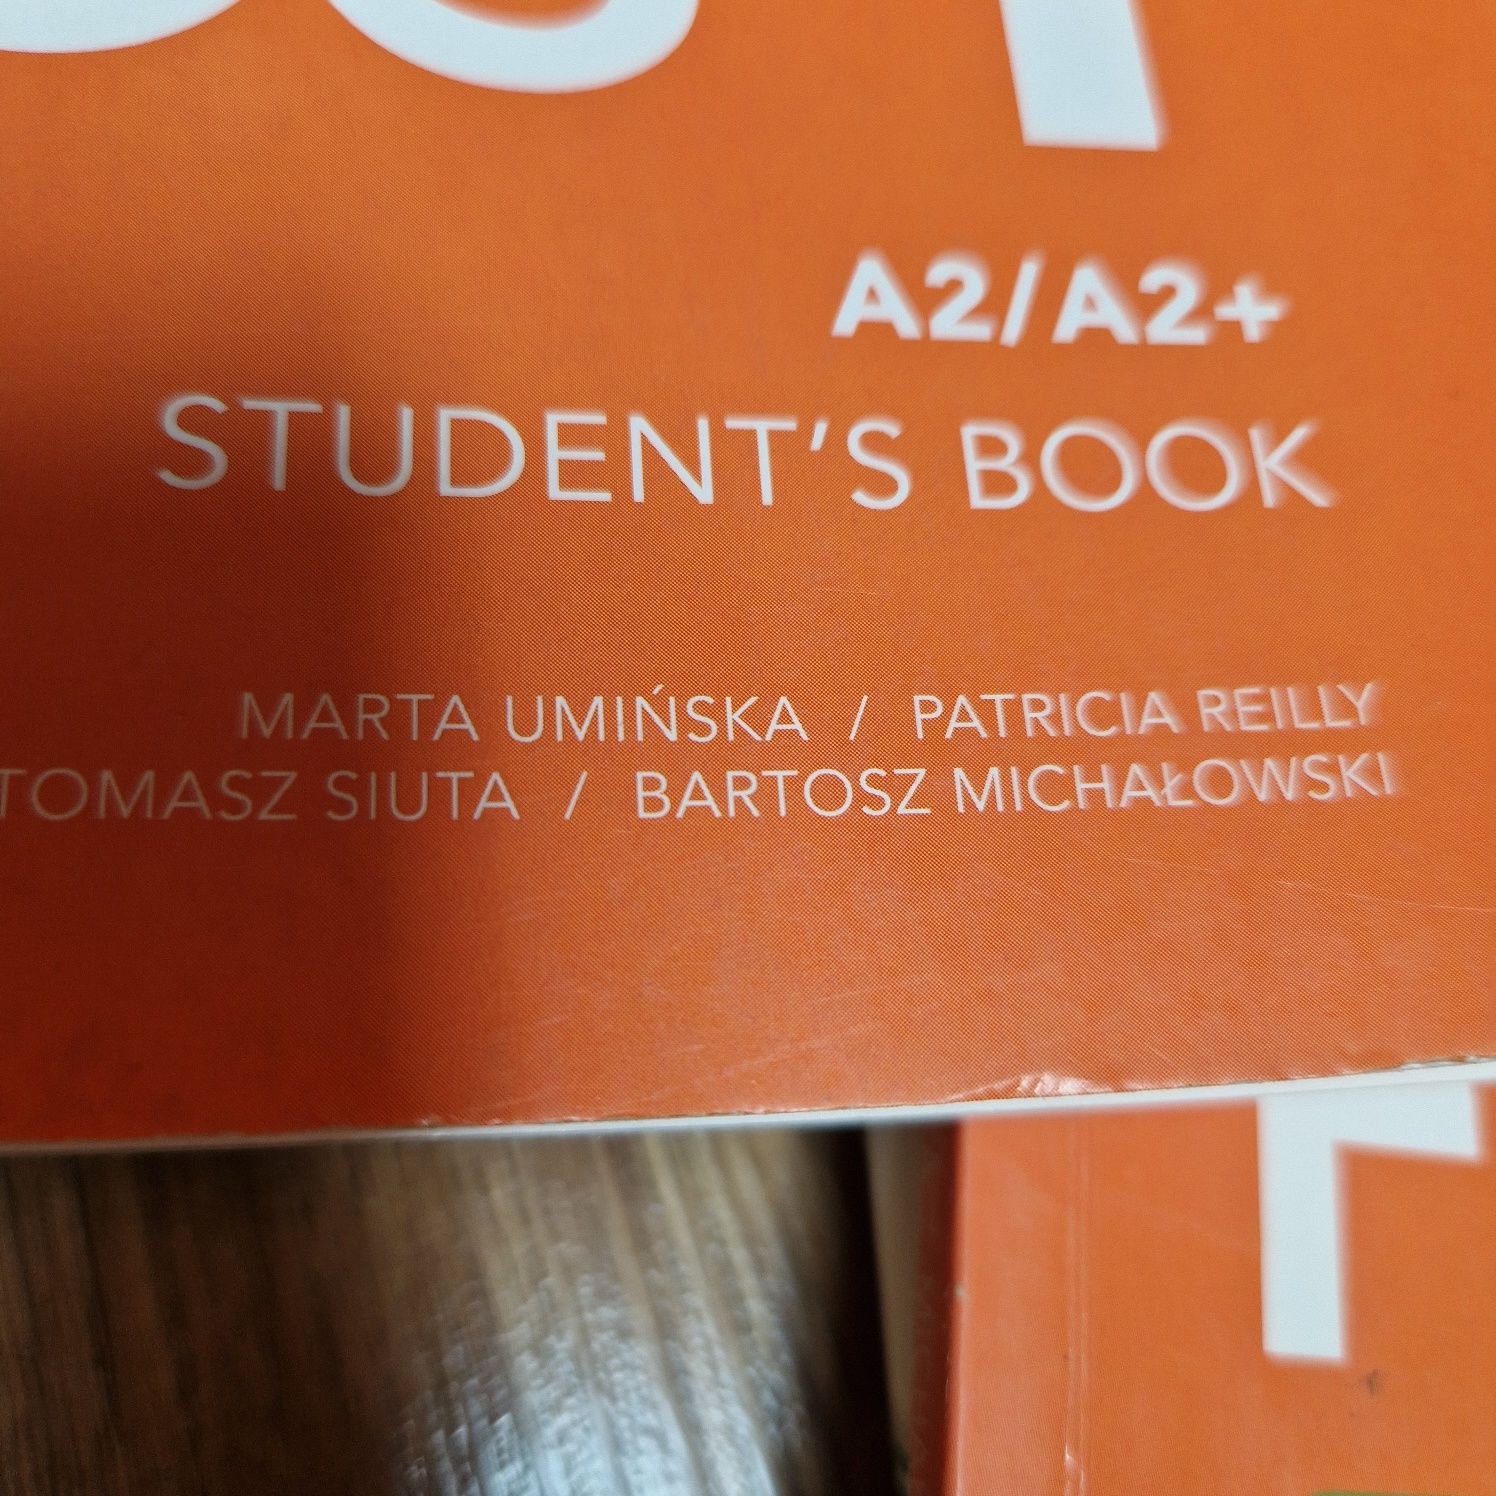 A2/A2+
STUDENT'S BOOK
MARTA UMIŃSKA / PATRICIA REILLY
TOMASZ SIUTA / BARTOSZ MICHAŁOWSKI